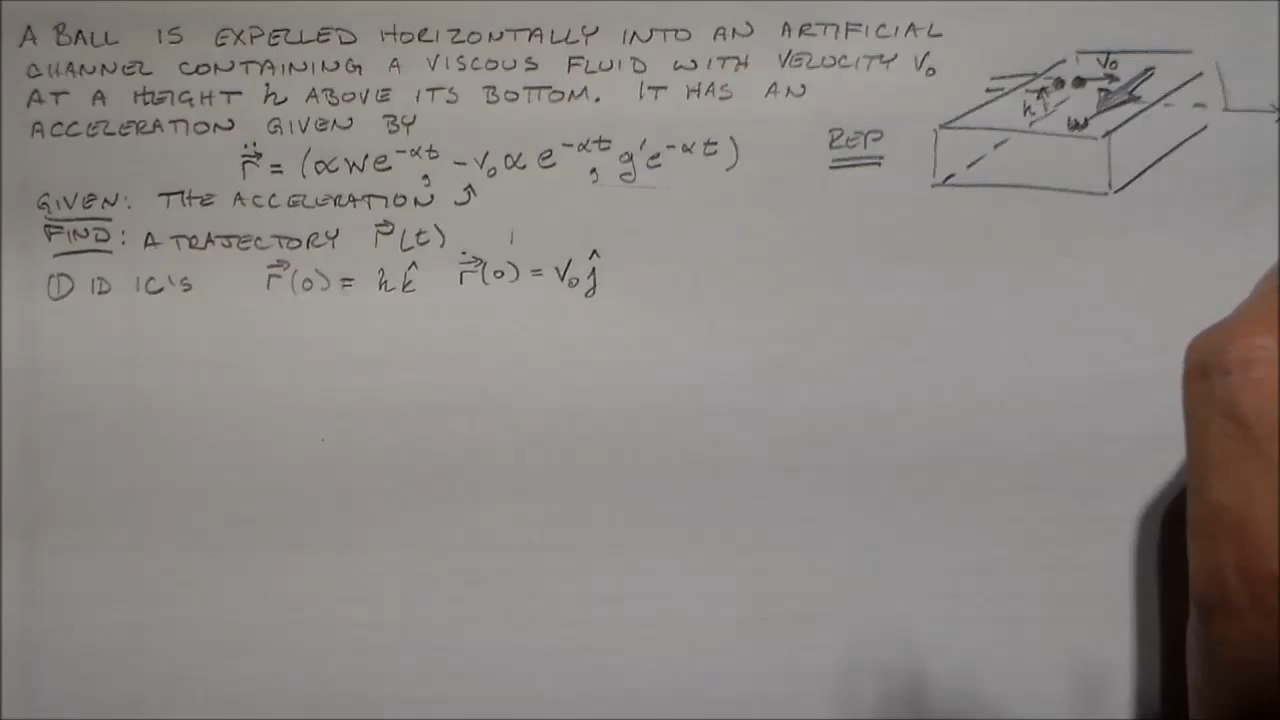 A BALL IS EXPELLED HORIZONTALLY INTO AN ARTIFICIAL
CHANNEL CONTAINING A VISCOUS FLUID WITH VELOCITY V₀
AT A HEIGHT h ABOVE ITS BOTTOM. IT HAS AN
ACCELERATION GIVEN BY
r⃗̈ = (αwe^{-αt}, -v₀αe^{-αt}, g'e^{-αt})
REP
GIVEN: THE ACCELERATION ↑
FIND: A TRAJECTORY r⃗(t)
① ID IC'S r⃗(0) = hk̂ r⃗̇(0) = V₀ĵ
V₀
h